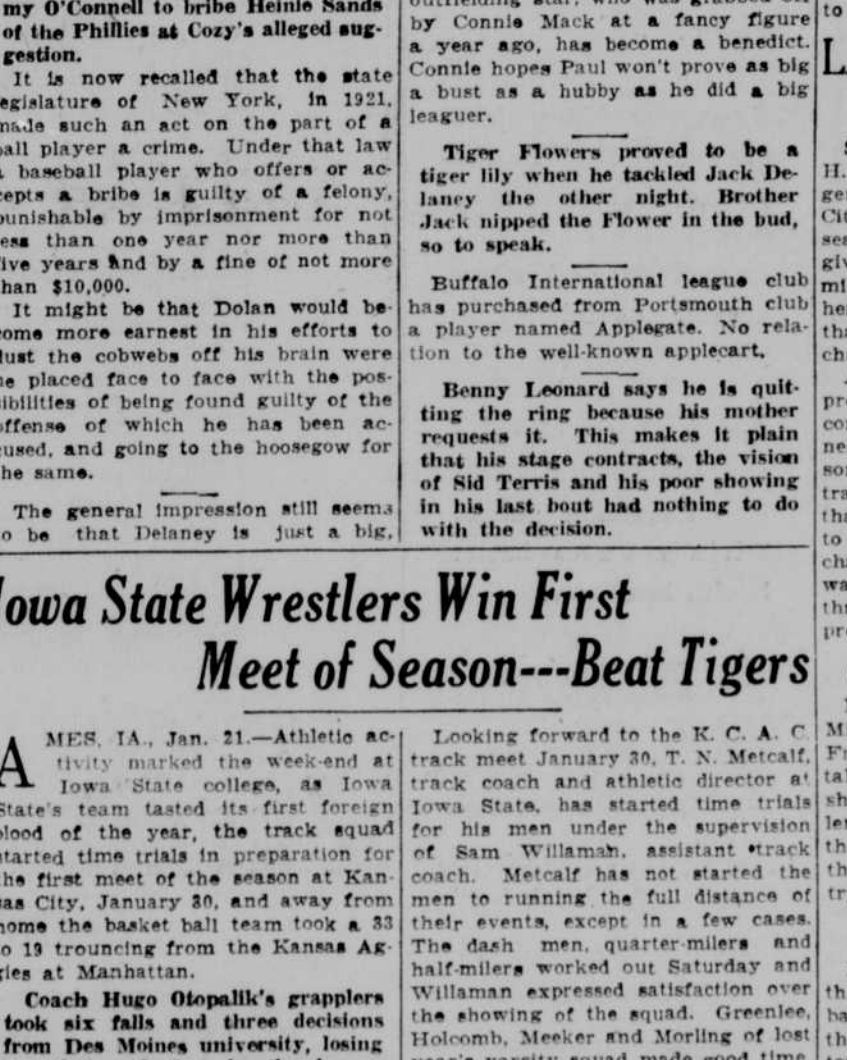 my O'Connell to bribe Heinie Sands
of the Phillies at Cozy's alleged sug-
gestion.
It is now recalled that the state
egislature of New York, in 1921,
made such an act on the part of a
ball player a crime. Under that law
a baseball player who offers or ac-
cepts a bribe is guilty of a felony,
punishable by imprisonment for not
less than one year nor more than
five years and by a fine of not more
than $10,000.
It might be that Dolan would be-
come more earnest in his efforts to
dust the cobwebs off his brain were
he placed face to face with the pos-
sibilities of being found guilty of the
offense of which he has been ac-
cused, and going to the hoosegow for
the same.
The general impression still seems
to be that Delaney is just a big,
by Connie Mack at a fancy figure
a year ago, has become a benedict.
Connie hopes Paul won't prove as big
a bust as a hubby as he did a big
leaguer.
Tiger Flowers proved to be a
tiger lily when he tackled Jack De-
laney the other night. Brother
Jack nipped the Flower in the bud,
so to speak.
Buffalo International league club
has purchased from Portsmouth club
a player named Applegate. No rela-
tion to the well-known applecart.
Benny Leonard says he is quit-
ting the ring because his mother
requests it. This makes it plain
that his stage contracts, the vision
of Sid Terris and his poor showing
in his last bout had nothing to do
with the decision.
Iowa State Wrestlers Win First
Meet of Season---Beat Tigers
AMES, IA., Jan. 21.—Athletic ac-
tivity marked the week-end at
Iowa State college, as Iowa
State's team tasted its first foreign
blood of the year, the track squad
started time trials in preparation for
the first meet of the season at Kan-
sas City, January 30, and away from
home the basket ball team took a 33
to 19 trouncing from the Kansas Ag-
gies at Manhattan.
Coach Hugo Otopalik's grapplers
took six falls and three decisions
from Des Moines university, losing
Looking forward to the K. C. A. C.
track meet January 30, T. N. Metcalf,
track coach and athletic director at
Iowa State, has started time trials
for his men under the supervision
of Sam Willaman, assistant track
coach. Metcalf has not started the
men to running the full distance of
their events, except in a few cases.
The dash men, quarter-milers and
half-milers worked out Saturday and
Willaman expressed satisfaction over
the showing of the squad. Greenlee,
Holcomb, Meeker and Morling of lost
year's varsity squad made good time